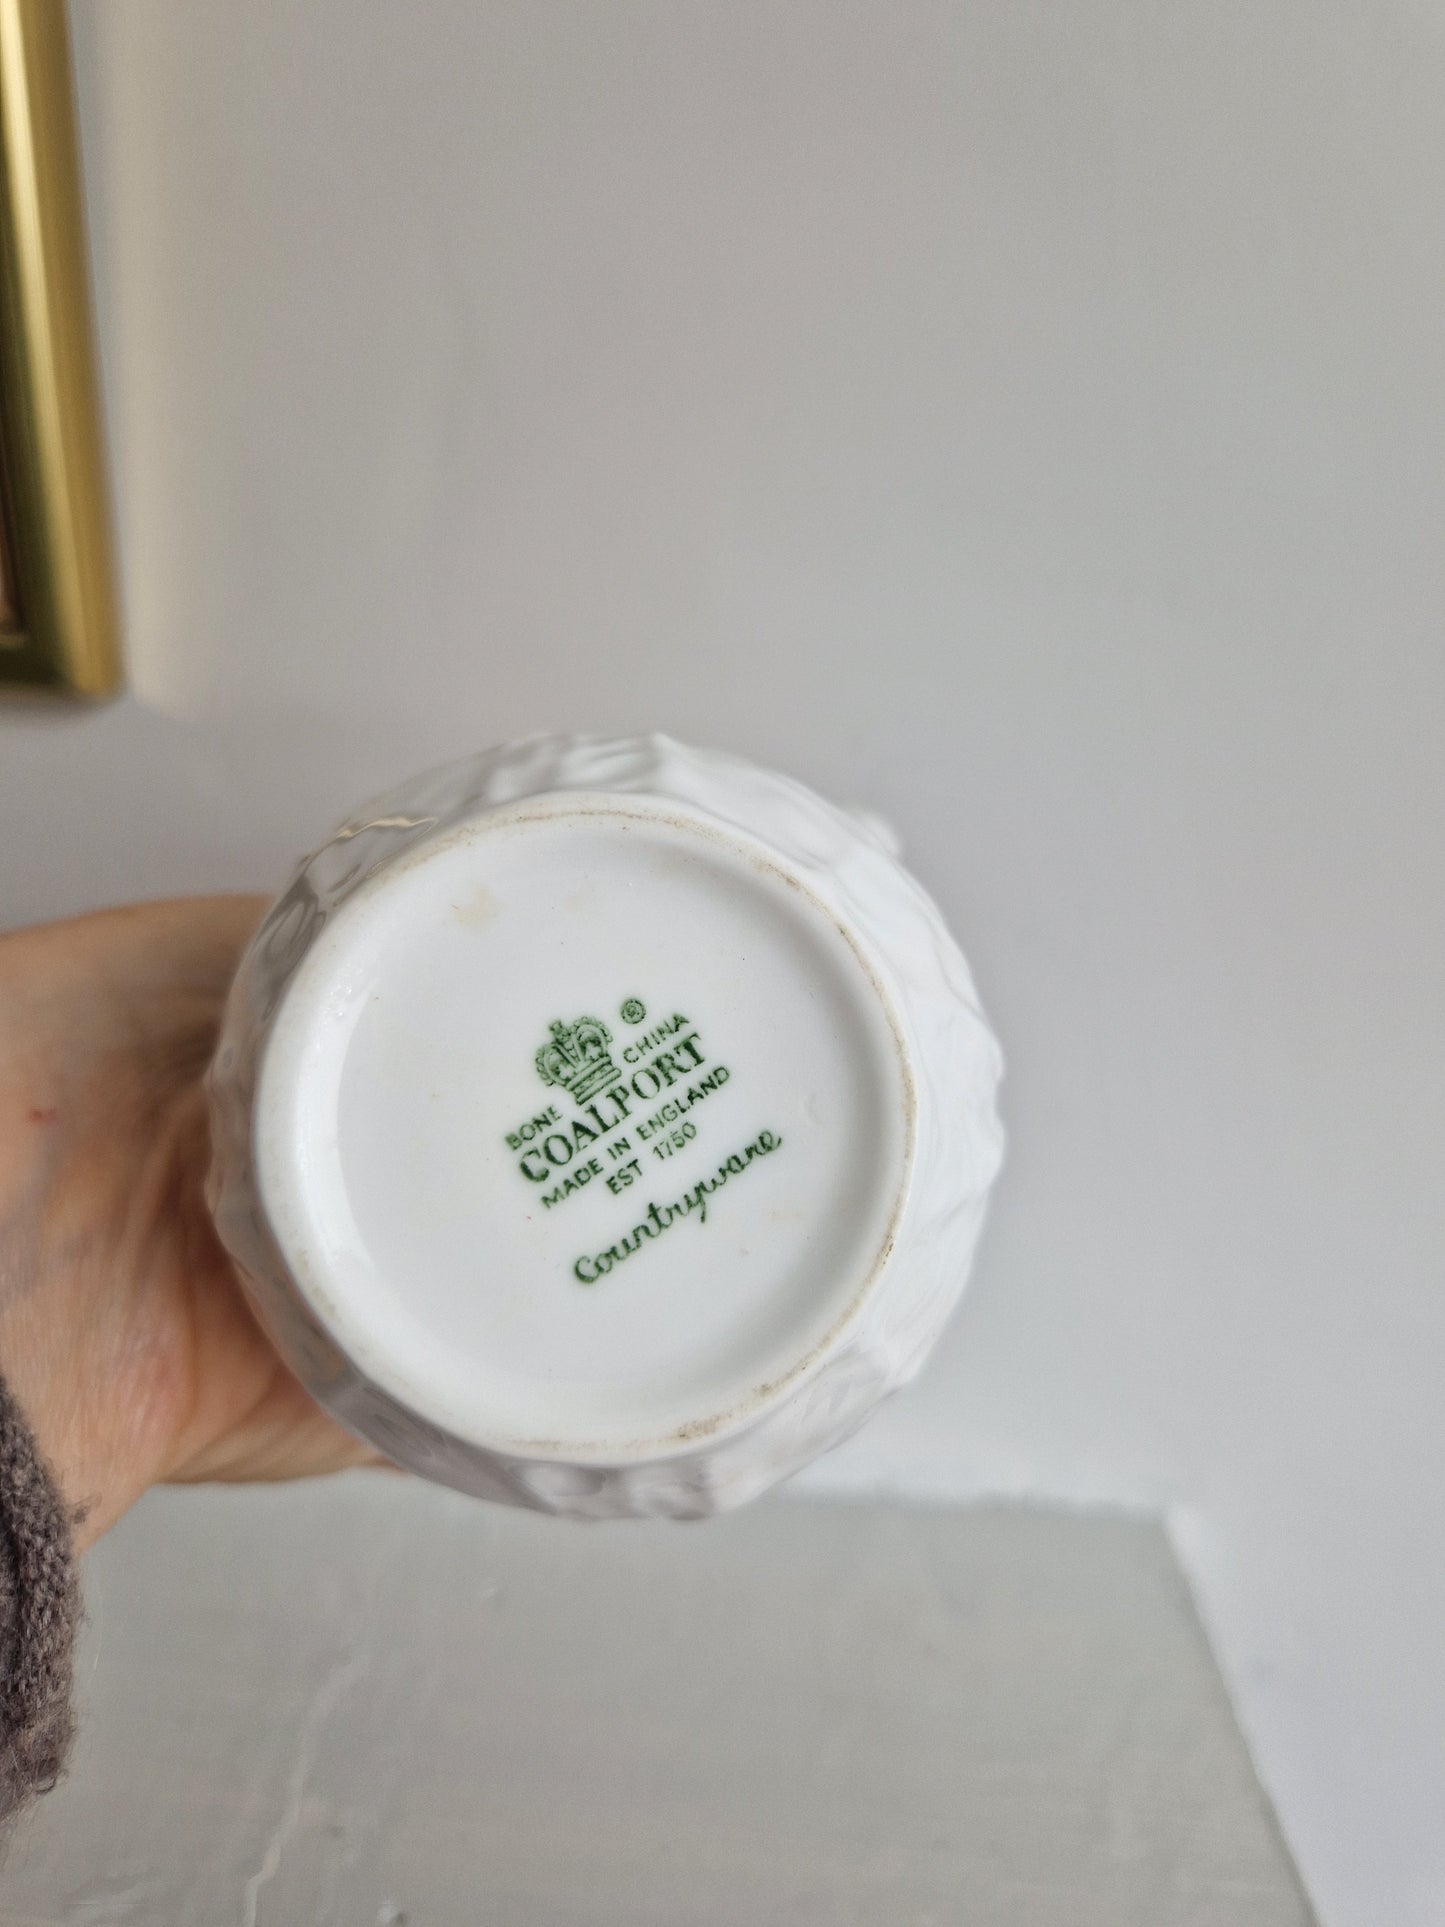 ®
BONE CHINA
COALPORT
MADE IN ENGLAND
EST 1750
Countryware